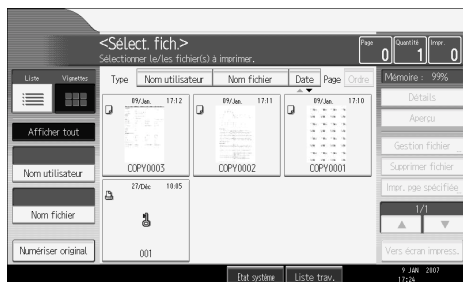 <Sélect. fich.>
Sélectionner le/les fichier(s) à imprimer.
Page Quantité Impr.
0 1 0
Liste Vignettes
Type Nom utilisateur Nom fichier Date Page Ordre
Mémoire : 99%
Afficher tout
Nom utilisateur
Nom fichier
Numériser original
09/Jan. 17:12
COPY0003
09/Jan. 17:11
COPY0002
09/Jan. 17:10
COPY0001
27/Déc 10:05
001
Détails
Aperçu
Gestion fichier
Supprimer fichier
Impr. pge spécifiée
1/1
Vers écran impress.
Etat système Liste trav.
9 JAN 2007
17:24